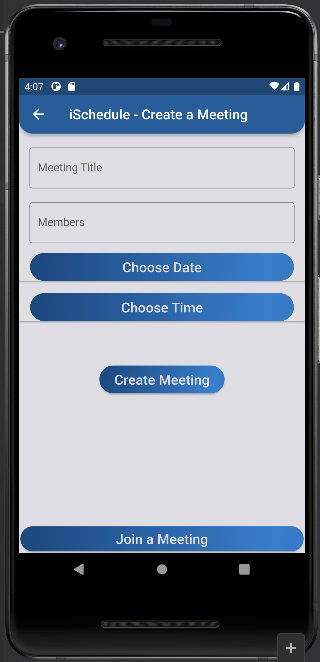 4:07
iSchedule - Create a Meeting
Meeting Title
Members
Choose Date
Choose Time
Create Meeting
Join a Meeting